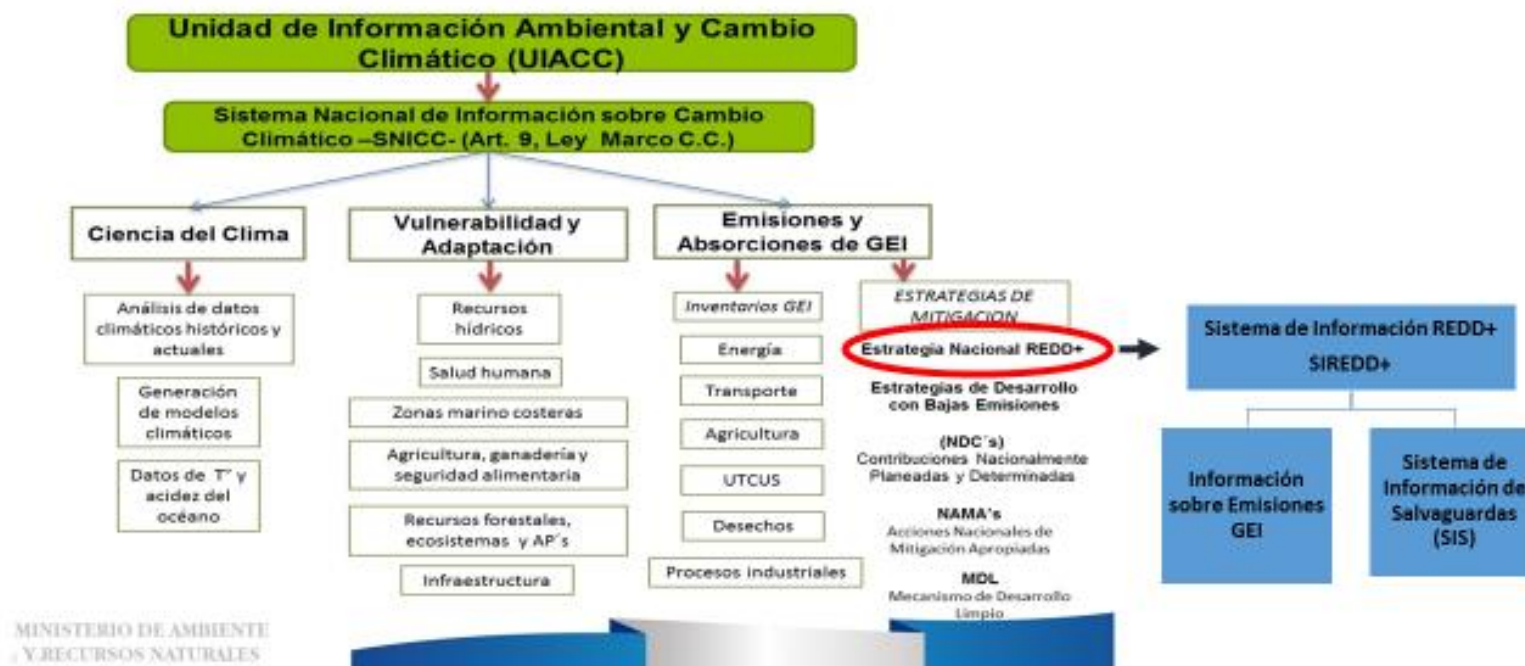 Unidad de Información Ambiental y Cambio
Climático (UIACC)
Sistema Nacional de Información sobre Cambio
Climático –SNICC- (Art. 9, Ley Marco C.C.)
Ciencia del Clima
Análisis de datos
climáticos históricos y
actuales
Generación
de modelos
climáticos
Datos de T° y
acidez del
océano
Vulnerabilidad y
Adaptación
Recursos
hídricos
Salud humana
Zonas marino costeras
Agricultura, ganadería y
seguridad alimentaria
Recursos forestales,
ecosistemas y AP´s
Infraestructura
Emisiones y
Absorciones de GEI
Inventarios GEI
Energía
Transporte
Agricultura
UTCUS
Desechos
Procesos industriales
ESTRATEGIAS DE
MITIGACION
Estrategia Nacional REDD+
Estrategias de Desarrollo
con Bajas Emisiones
(NDC´s)
Contribuciones Nacionalmente
Planeadas y Determinadas
NAMA's
Acciones Nacionales de
Mitigación Apropiadas
MDL
Mecanismo de Desarrollo
Limpio
Sistema de Información REDD+
SIREDD+
Información
sobre Emisiones
GEI
Sistema de
Información de
Salvaguardas
(SIS)
MINISTERIO DE AMBIENTE
Y RECURSOS NATURALES